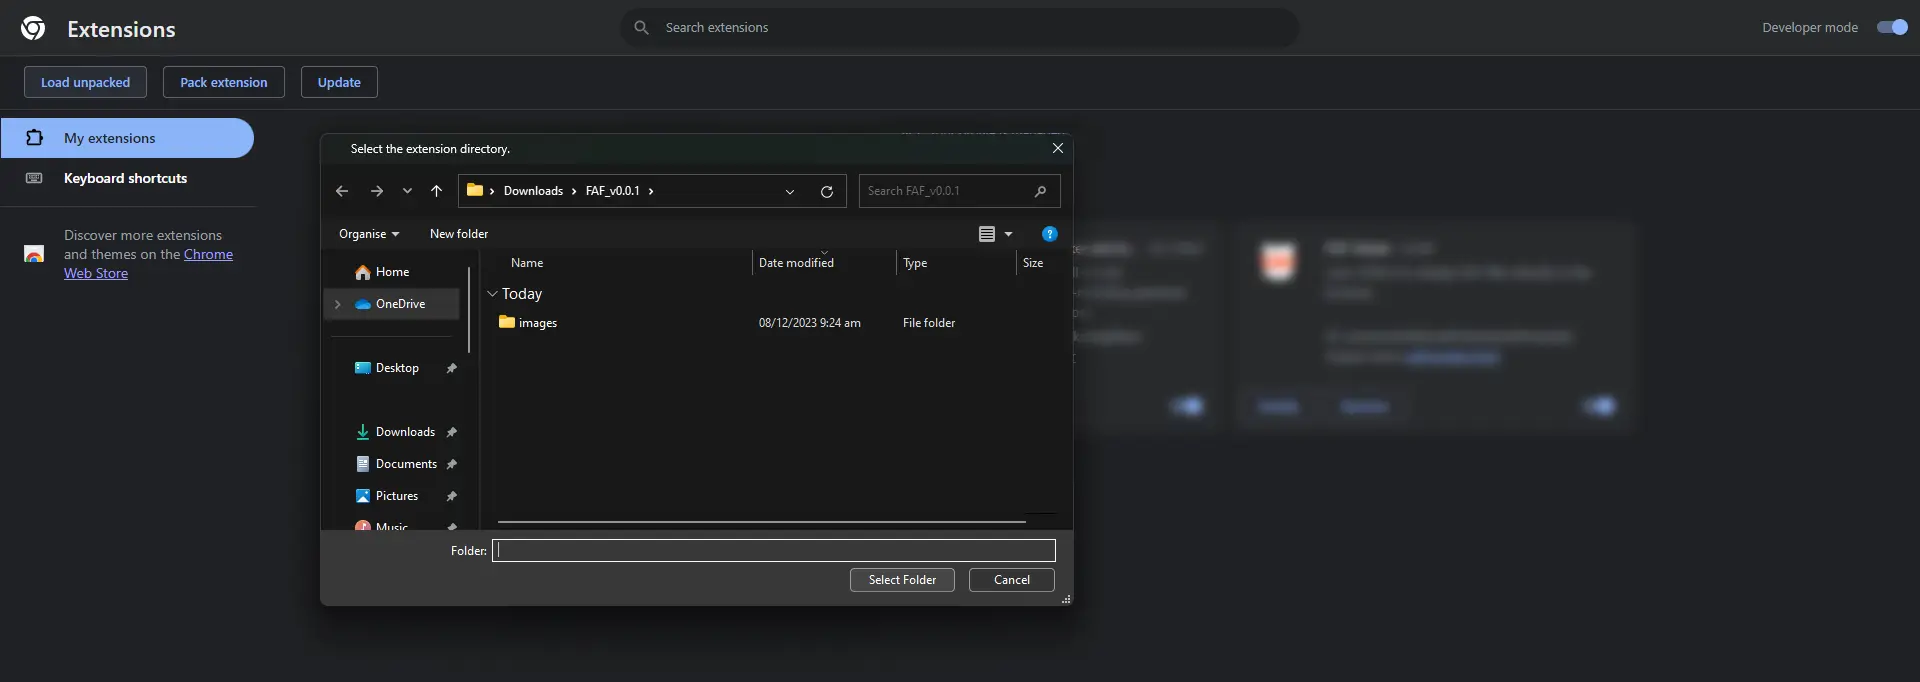 Extensions
Search extensions
Developer mode
Load unpacked
Pack extension
Update
My extensions
Keyboard shortcuts
Discover more extensions
and themes on the Chrome
Web Store
Select the extension directory.
Downloads
FAF_v0.0.1
Search FAF_v0.0.1
Organise
New folder
?
Home
OneDrive
Desktop
Downloads
Documents
Pictures
Music
Name
Date modified
Type
Size
Today
images
08/12/2023 9:24 am
File folder
Folder:
Select Folder
Cancel